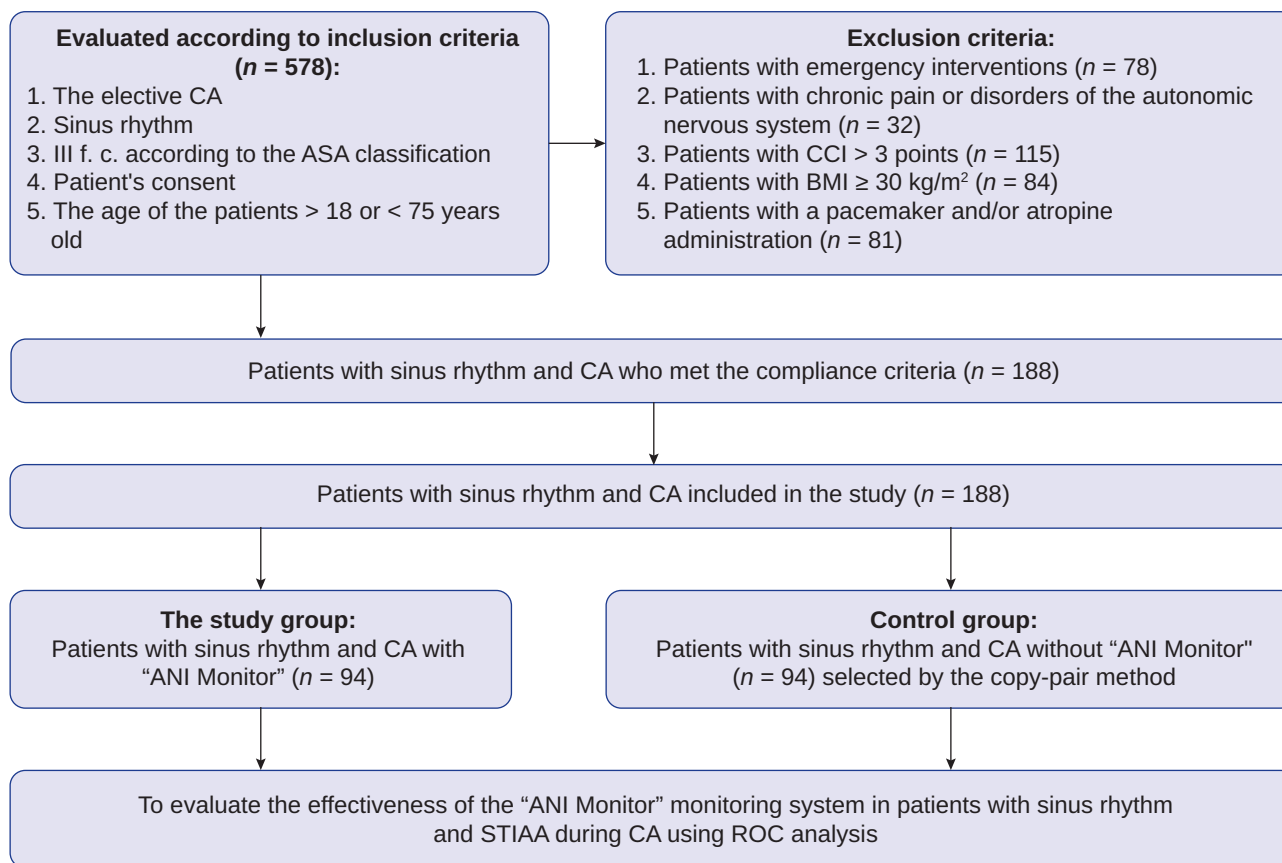 Evaluated according to inclusion criteria
(n = 578):
1. The elective CA
2. Sinus rhythm
3. III f. c. according to the ASA classification
4. Patient's consent
5. The age of the patients > 18 or < 75 years
old
Exclusion criteria:
1. Patients with emergency interventions (n = 78)
2. Patients with chronic pain or disorders of the autonomic
nervous system (n = 32)
3. Patients with CCI > 3 points (n = 115)
4. Patients with BMI ≥ 30 kg/m² (n = 84)
5. Patients with a pacemaker and/or atropine
administration (n = 81)
Patients with sinus rhythm and CA who met the compliance criteria (n = 188)
Patients with sinus rhythm and CA included in the study (n = 188)
The study group:
Patients with sinus rhythm and CA with
“ANI Monitor” (n = 94)
Control group:
Patients with sinus rhythm and CA without “ANI Monitor"
(n = 94) selected by the copy-pair method
To evaluate the effectiveness of the “ANI Monitor” monitoring system in patients with sinus rhythm
and STIAA during CA using ROC analysis